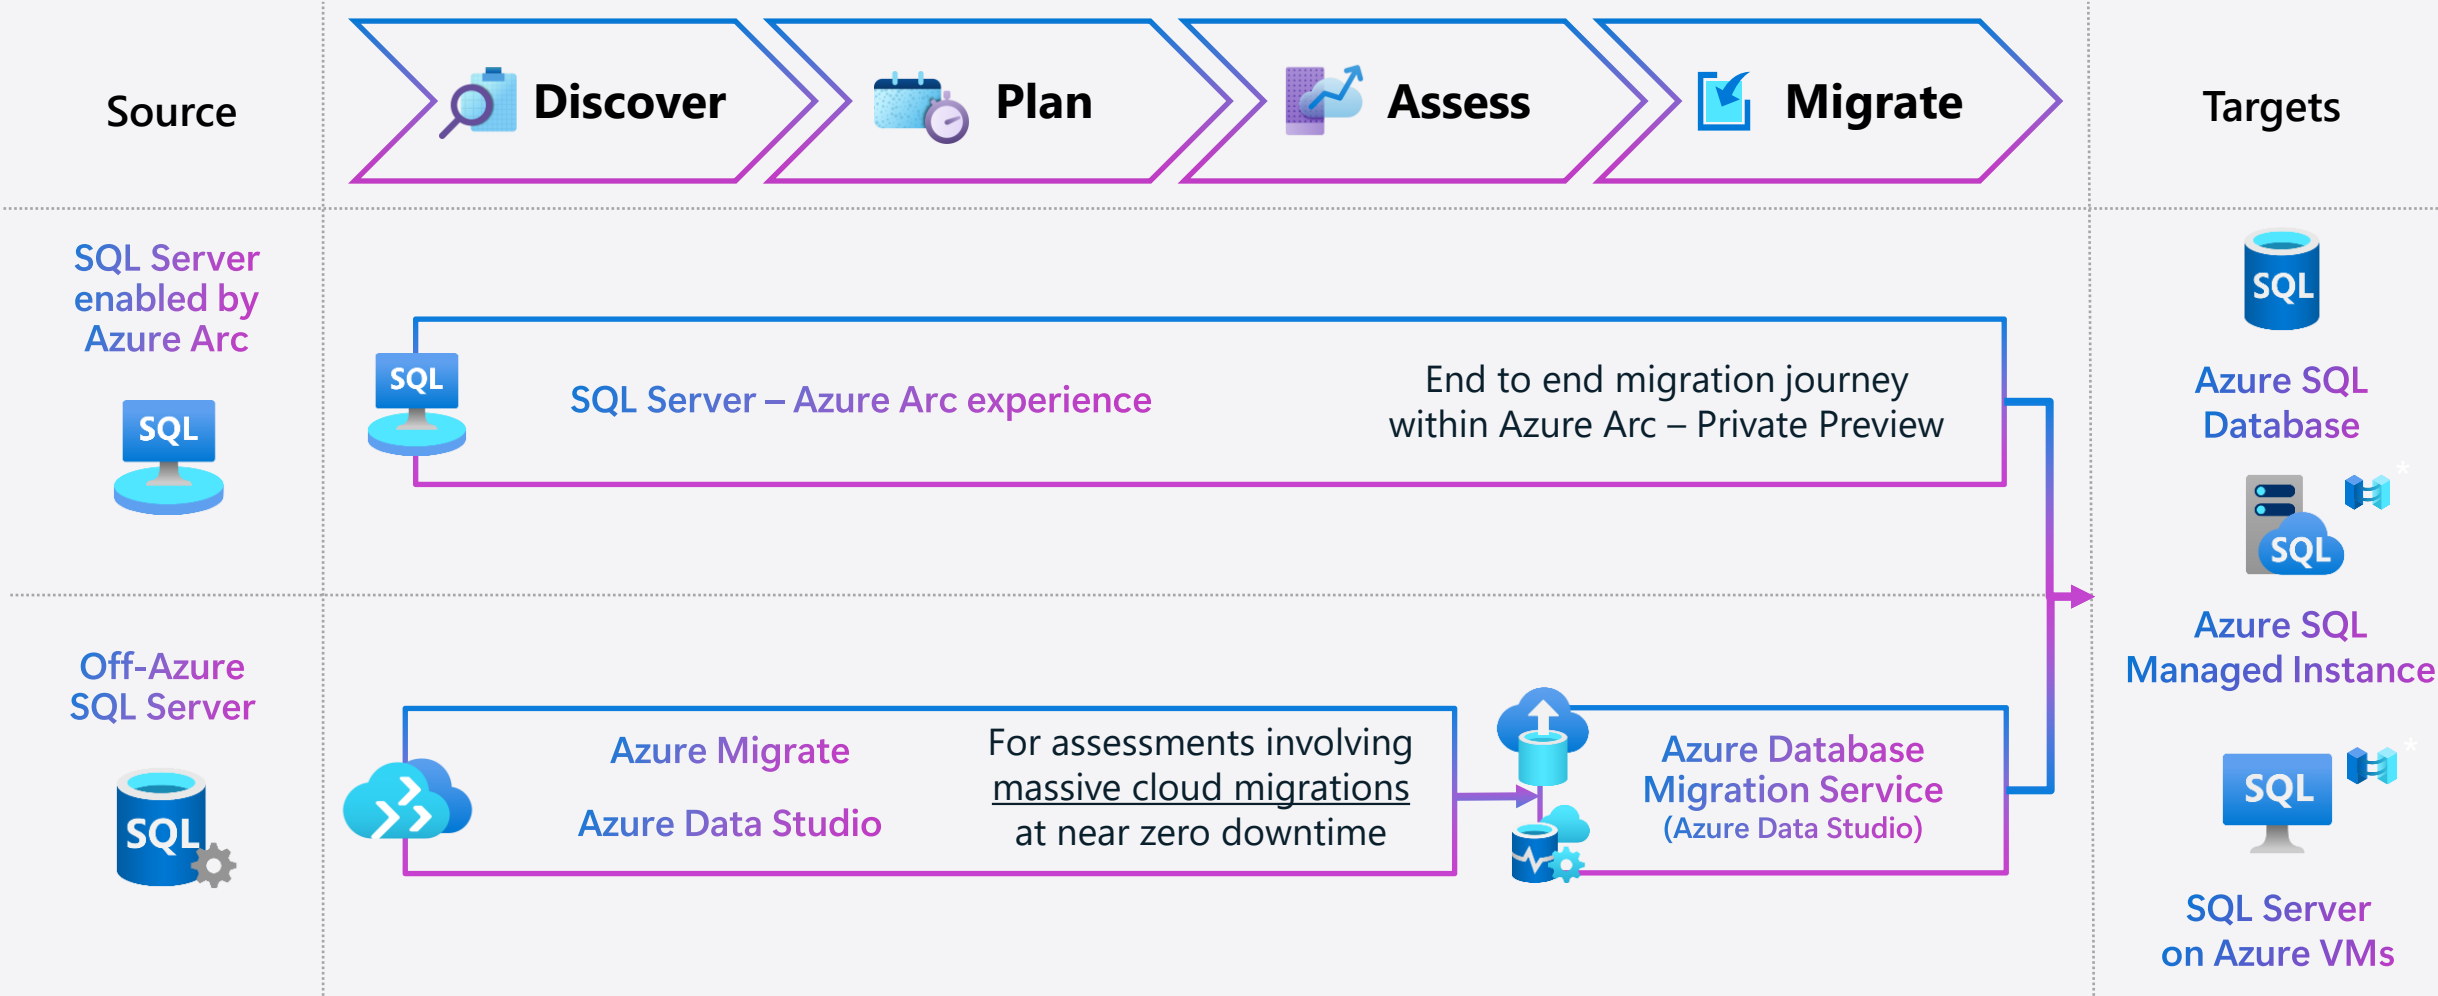 Source
Discover
Plan
Assess
Migrate
Targets
SQL Server
enabled by
Azure Arc
SQL
SQL
SQL Server – Azure Arc experience
End to end migration journey
within Azure Arc – Private Preview
SQL
Azure SQL
Database
*
SQL
Azure SQL
Managed Instance
Off-Azure
SQL Server
SQL
Azure Migrate
Azure Data Studio
For assessments involving
massive cloud migrations
at near zero downtime
Azure Database
Migration Service
(Azure Data Studio)
*
SQL
SQL Server
on Azure VMs